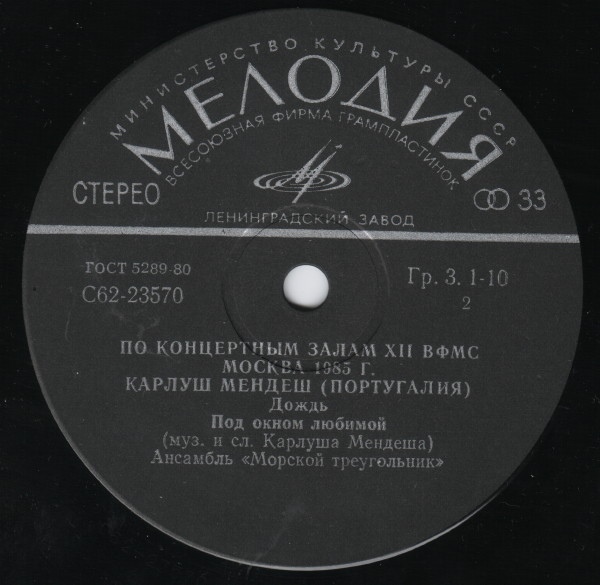 МИНИСТЕРСТВО КУЛЬТУРЫ СССР
МЕЛОДИЯ
ВСЕСОЮЗНАЯ ФИРМА ГРАМПЛАСТИНОК
СТЕРЕО
33
ЛЕНИНГРАДСКИЙ ЗАВОД
ГОСТ 5289-80
Гр. 3. 1-10
С62-23570
2
ПО КОНЦЕРТНЫМ ЗАЛАМ XII ВФМС
МОСКВА 1985 Г.
КАРЛУШ МЕНДЕШ (ПОРТУГАЛИЯ)
Дождь
Под окном любимой
(муз. и сл. Карлуша Мендеша)
Ансамбль «Морской треугольник»